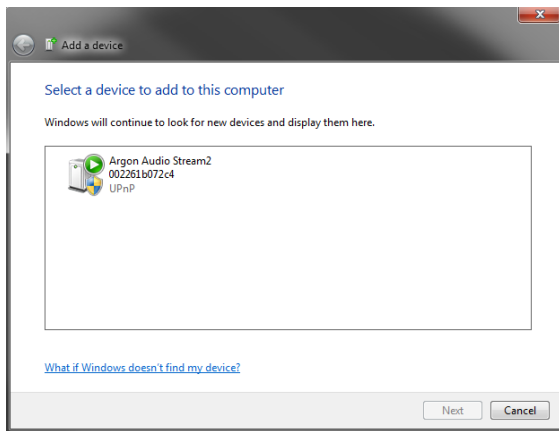 Add a device
Select a device to add to this computer
Windows will continue to look for new devices and display them here.
Argon Audio Stream2
002261b072c4
UPnP
What if Windows doesn't find my device?
Next
Cancel